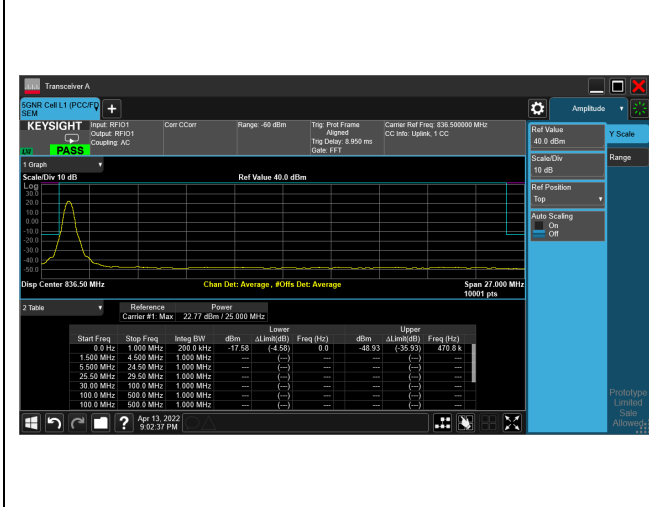 Transceiver A
5GNR Cell L1 (PCC/FD
SEM
+
Amplitude
KEYSIGHT
PASS
Input: RFIO1
Output: RFIO1
Coupling: AC
Corr CCorr
Range: -60 dBm
Trig: Prot Frame
Aligned
Trig Delay: 8.950 ms
Gate: FFT
Carrier Ref Freq: 836.500000 MHz
CC Info: Uplink, 1 CC
Ref Value
40.0 dBm
Y Scale
Scale/Div
10 dB
Range
Ref Position
Top
Auto Scaling
On
Off
1 Graph
Scale/Div 10 dB
Ref Value 40.0 dBm
Log
30.0
20.0
10.0
0.00
-10.0
-20.0
-30.0
-40.0
-50.0
Disp Center 836.50 MHz
Chan Det: Average , #Offs Det: Average
Span 27.000 MHz
10001 pts
2 Table
Reference Power
Carrier #1: Max 22.77 dBm / 25.000 MHz
Lower Upper
Start Freq Stop Freq Integ BW dBm ΔLimit(dB) Freq (Hz) dBm ΔLimit(dB) Freq (Hz)
0.0 Hz 1.000 MHz 200.0 kHz -17.58 (-4.58) 0.0 -48.93 (-35.93) 470.8 k
1.500 MHz 4.500 MHz 1.000 MHz --- (---) --- --- (---) ---
5.500 MHz 24.50 MHz 1.000 MHz --- (---) --- --- (---) ---
25.50 MHz 29.50 MHz 1.000 MHz --- (---) --- --- (---) ---
30.00 MHz 100.0 MHz 1.000 MHz --- (---) --- --- (---) ---
100.0 MHz 500.0 MHz 1.000 MHz --- (---) --- --- (---) ---
100.0 MHz 500.0 MHz 1.000 MHz --- (---) --- --- (---) ---
Prototype
Limited
Sale
Allowed
?
Apr 13, 2022
9:02:37 PM